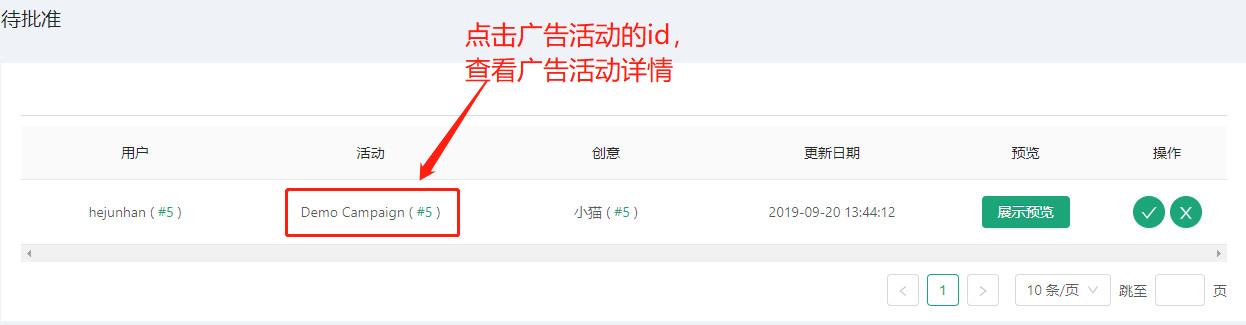 待批准
点击广告活动的id，
查看广告活动详情
用户 活动 创意 更新日期 预览 操作
hejunhan ( #5 ) Demo Campaign ( #5 ) 小猫 ( #5 ) 2019-09-20 13:44:12 展示预览
1 10 条/页 跳至 页